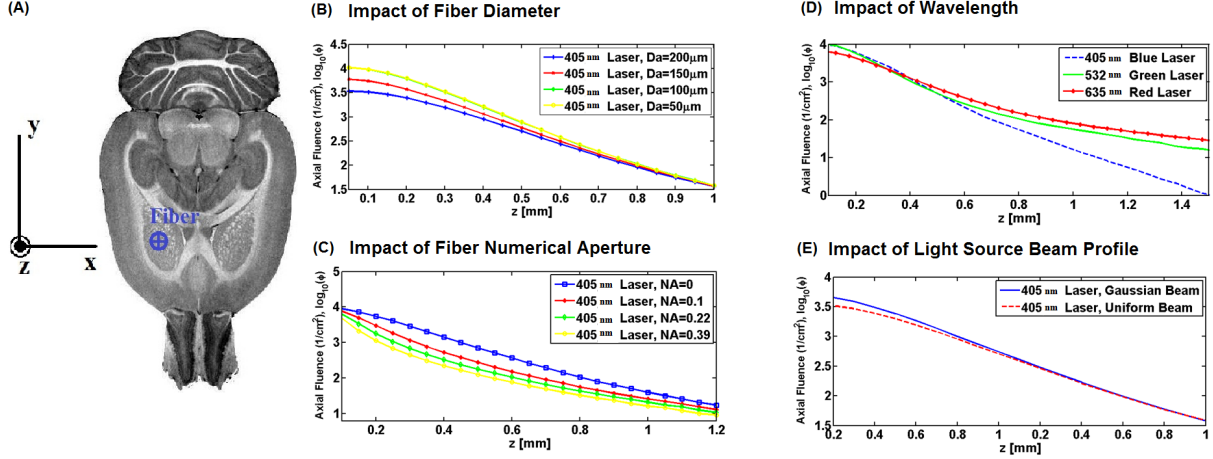 (A)
y
Fiber
x
z
(B) Impact of Fiber Diameter
Axial Fluence (1/cm²), log₁₀(ϕ)
4.5
4
3.5
3
2.5
2
1.5
405 nm Laser, Da=200μm
405 nm Laser, Da=150μm
405 nm Laser, Da=100μm
405 nm Laser, Da=50μm
0.1 0.2 0.3 0.4 0.5 0.6 0.7 0.8 0.9 1
z [mm]
(C) Impact of Fiber Numerical Aperture
Axial Fluence (1/cm²), log₁₀(ϕ)
5
4
3
2
1
405 nm Laser, NA=0
405 nm Laser, NA=0.1
405 nm Laser, NA=0.22
405 nm Laser, NA=0.39
0.2 0.4 0.6 0.8 1 1.2
z [mm]
(D) Impact of Wavelength
Axial Fluence (1/cm²), log₁₀(ϕ)
4
3
2
1
0
405 nm Blue Laser
532 nm Green Laser
635 nm Red Laser
0.2 0.4 0.6 0.8 1 1.2 1.4
z [mm]
(E) Impact of Light Source Beam Profile
Axial Fluence (1/cm²), log₁₀(ϕ)
4
3.5
3
2.5
2
1.5
405 nm Laser, Gaussian Beam
405 nm Laser, Uniform Beam
0.2 0.4 0.6 0.8 1
z [mm]